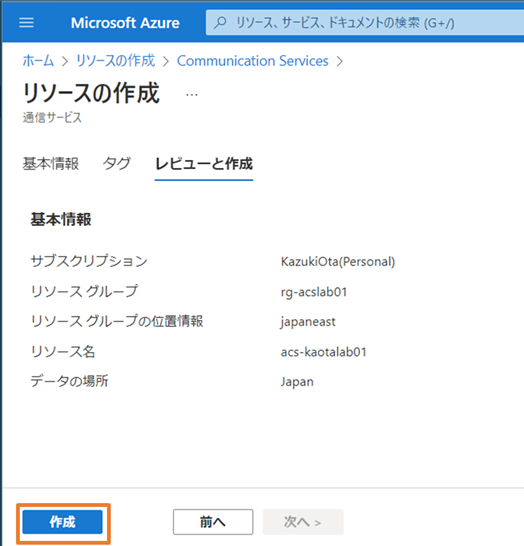 Microsoft Azure
リソース、サービス、ドキュメントの検索 (G+/)
ホーム > リソースの作成 > Communication Services >
リソースの作成 ...
通信サービス
基本情報 タグ レビューと作成
基本情報
サブスクリプション KazukiOta(Personal)
リソース グループ rg-acslab01
リソース グループの位置情報 japaneast
リソース名 acs-kaotalab01
データの場所 Japan
作成 前へ 次へ >